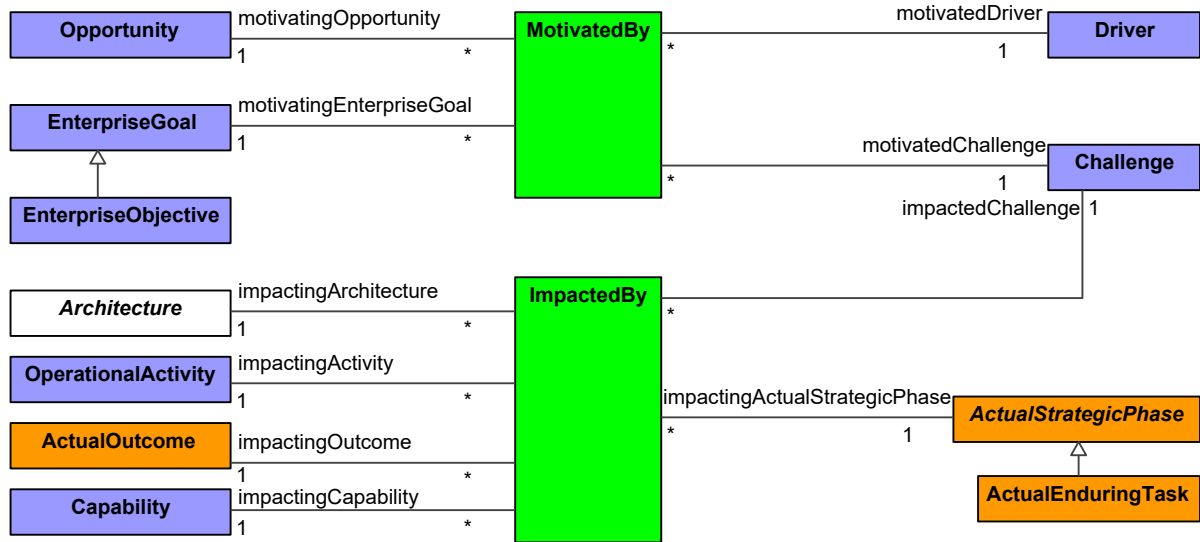 motivatingOpportunity
Opportunity
1
*
MotivatedBy
motivatedDriver
Driver
*
1
motivatingEnterpriseGoal
EnterpriseGoal
1
*
EnterpriseObjective
motivatedChallenge
Challenge
*
1
impactedChallenge
1
impactingArchitecture
Architecture
1
*
ImpactedBy
*
impactingActivity
OperationalActivity
1
*
impactingActualStrategicPhase
ActualStrategicPhase
*
1
ActualEnduringTask
impactingOutcome
ActualOutcome
1
*
impactingCapability
Capability
1
*